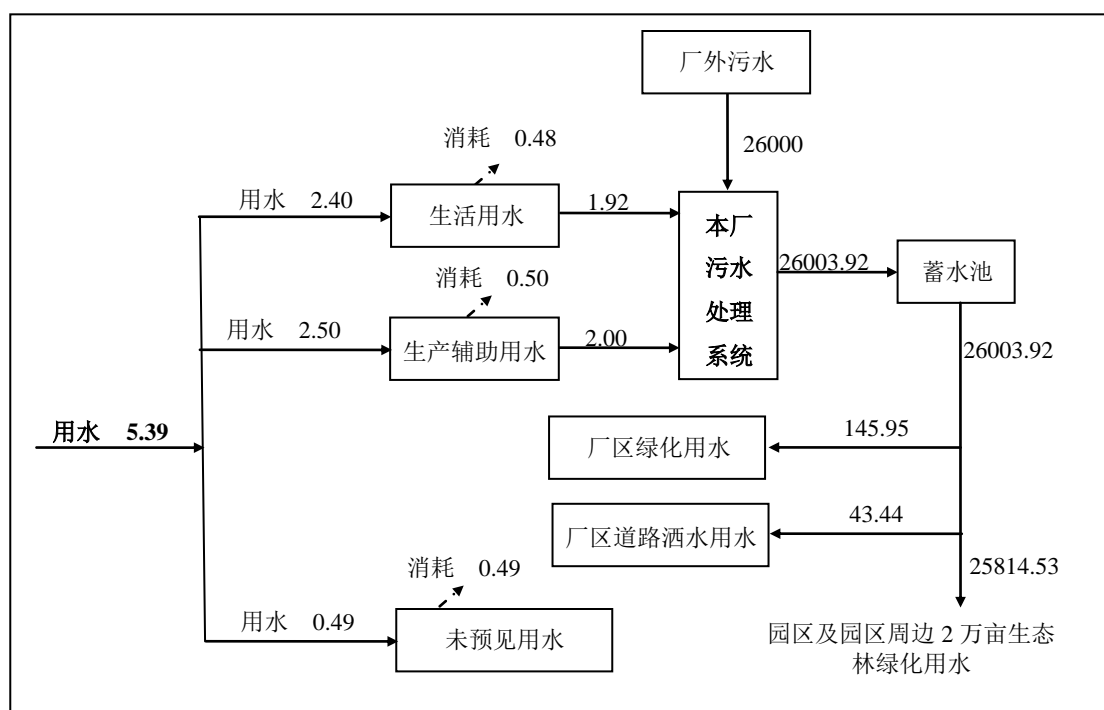 厂外污水
26000
消耗 0.48
用水 2.40
生活用水
1.92
本厂
污水
处理
系统
26003.92
蓄水池
消耗 0.50
用水 2.50
生产辅助用水
2.00
26003.92
用水 5.39
厂区绿化用水
145.95
厂区道路洒水用水
43.44
25814.53
消耗 0.49
用水 0.49
未预见用水
园区及园区周边 2 万亩生态
林绿化用水